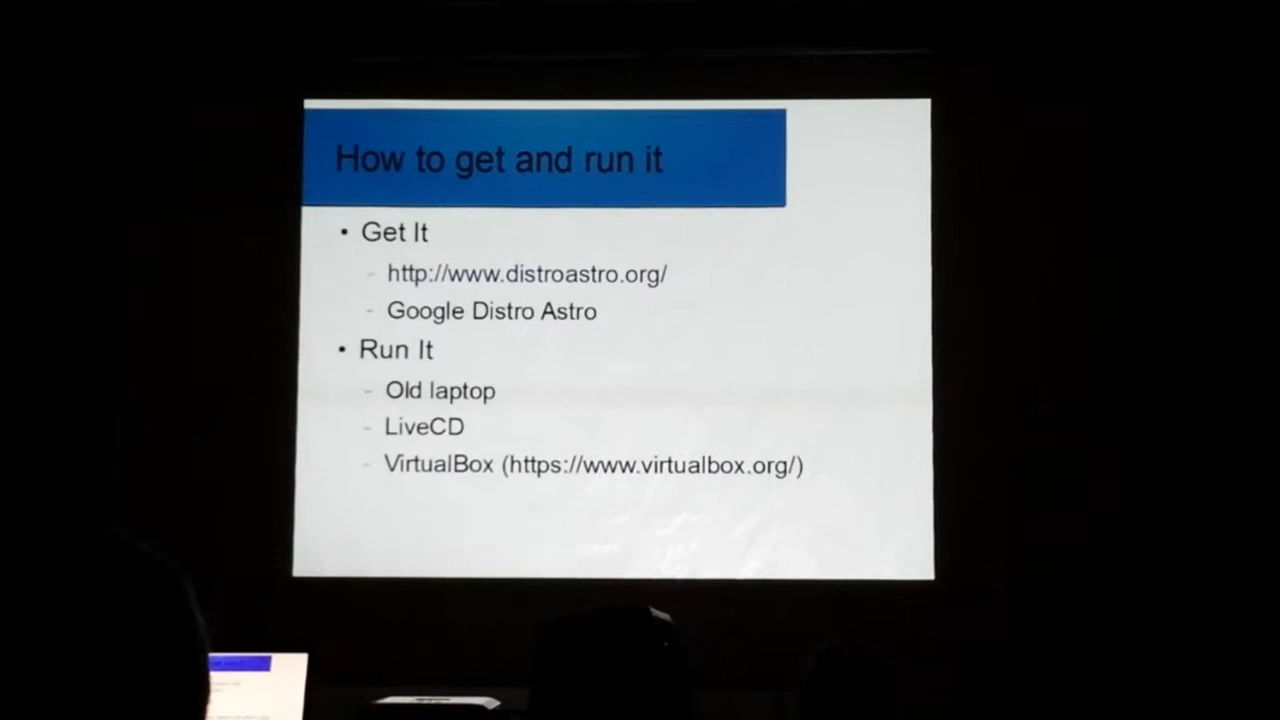 How to get and run it
• Get It
- http://www.distroastro.org/
- Google Distro Astro
• Run It
- Old laptop
- LiveCD
- VirtualBox (https://www.virtualbox.org/)